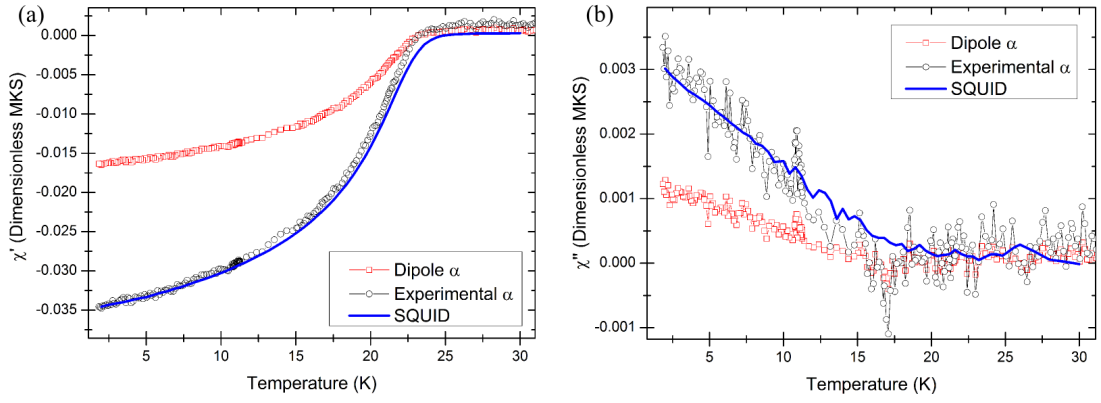 (a)
0.000
-0.005
-0.010
-0.015
-0.020
-0.025
-0.030
-0.035
χ' (Dimensionless MKS)
Dipole α
Experimental α
SQUID
5 10 15 20 25 30
Temperature (K)
(b)
0.003
0.002
0.001
0.000
-0.001
χ'' (Dimensionless MKS)
Dipole α
Experimental α
SQUID
5 10 15 20 25 30
Temperature (K)